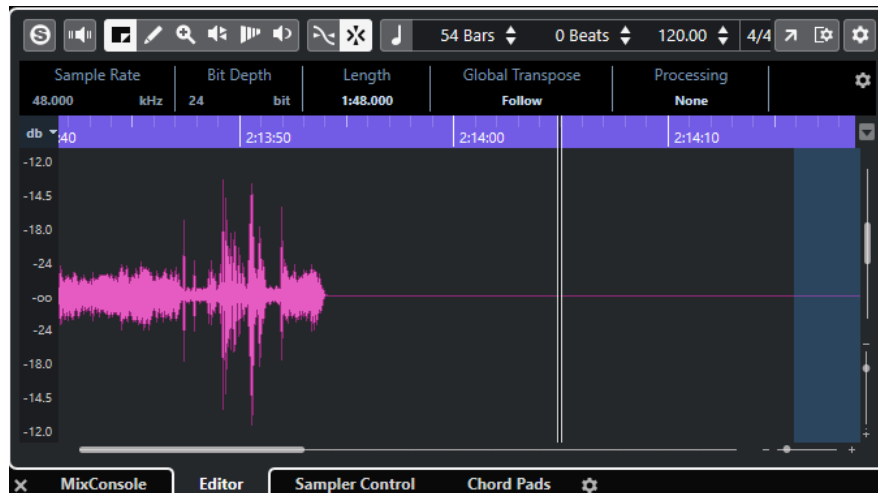 54 Bars 0 Beats 120.00 4/4
Sample Rate Bit Depth Length Global Transpose Processing
48.000 kHz 24 bit 1:48.000 Follow None
db :40 2:13:50 2:14:00 2:14:10
-12.0
-14.5
-18.0
-24
-oo
-24
-18.0
-14.5
-12.0
MixConsole Editor Sampler Control Chord Pads